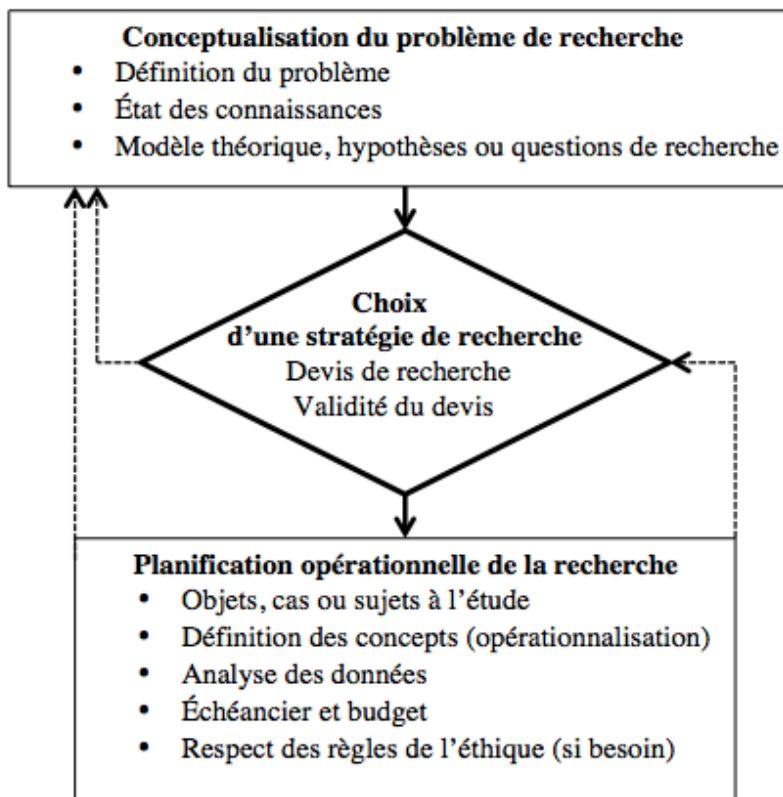 Conceptualisation du problème de recherche
• Définition du problème
• État des connaissances
• Modèle théorique, hypothèses ou questions de recherche
Choix
d'une stratégie de recherche
Devis de recherche
Validité du devis
Planification opérationnelle de la recherche
• Objets, cas ou sujets à l'étude
• Définition des concepts (opérationnalisation)
• Analyse des données
• Échéancier et budget
• Respect des règles de l'éthique (si besoin)